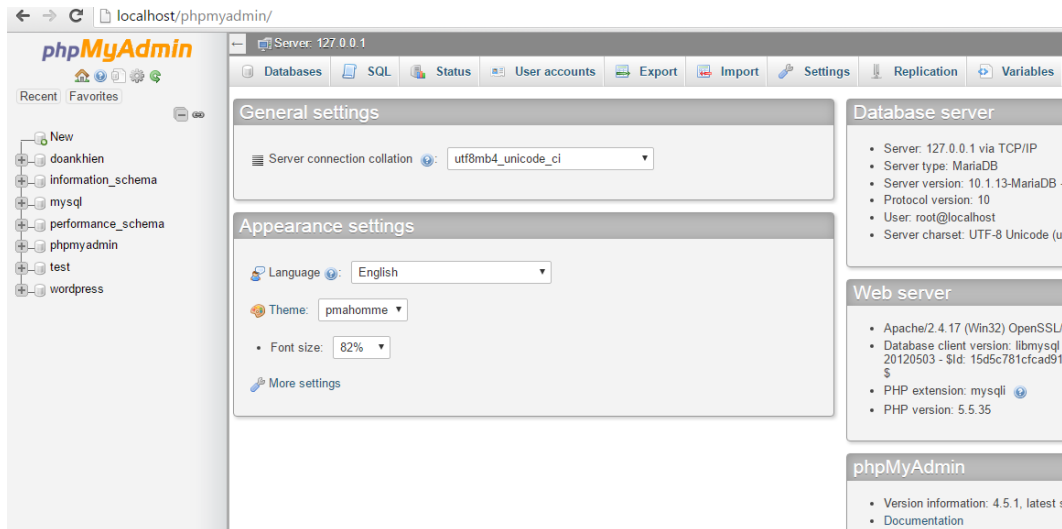 localhost/phpmyadmin/
phpMyAdmin
Recent Favorites
New
doankhien
information_schema
mysql
performance_schema
phpmyadmin
test
wordpress
Server: 127.0.0.1
Databases SQL Status User accounts Export Import Settings Replication Variables
General settings
Server connection collation : utf8mb4_unicode_ci
Appearance settings
Language : English
Theme: pmahomme
• Font size: 82%
More settings
Database server
• Server: 127.0.0.1 via TCP/IP
• Server type: MariaDB
• Server version: 10.1.13-MariaDB -
• Protocol version: 10
• User: root@localhost
• Server charset: UTF-8 Unicode (u
Web server
• Apache/2.4.17 (Win32) OpenSSL/
• Database client version: libmysql
20120503 - $Id: 15d5c781cfcad91
$
• PHP extension: mysqli
• PHP version: 5.5.35
phpMyAdmin
• Version information: 4.5.1, latest s
• Documentation